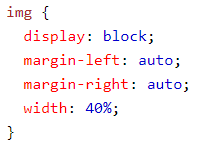 img {
  display: block;
  margin-left: auto;
  margin-right: auto;
  width: 40%;
}